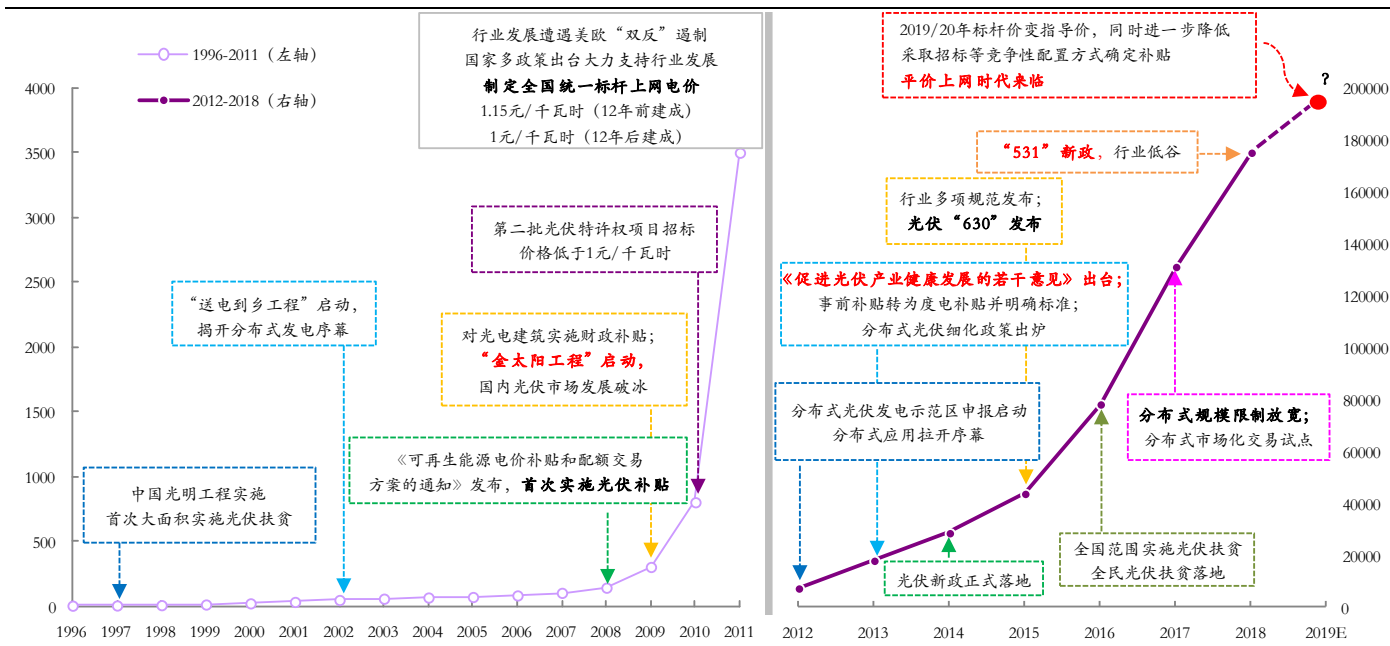 1996-2011（左轴）
2012-2018（右轴）
行业发展遭遇美欧“双反”遏制
国家多政策出台大力支持行业发展
制定全国统一标杆上网电价
1.15元/千瓦时（12年前建成）
1元/千瓦时（12年后建成）
第二批光伏特许权项目招标
价格低于1元/千瓦时
“送电到乡工程”启动，
揭开分布式发电序幕
对光电建筑实施财政补贴；
“金太阳工程”启动，
国内光伏市场发展破冰
《可再生能源电价补贴和配额交易
方案的通知》发布，首次实施光伏补贴
中国光明工程实施
首次大面积实施光伏扶贫
4000
3500
3000
2500
2000
1500
1000
500
0
1996 1997 1998 1999 2000 2001 2002 2003 2004 2005 2006 2007 2008 2009 2010 2011
2019/20年标杆价变指导价，同时进一步降低
采取招标等竞争性配置方式确定补贴
平价上网时代来临
?
“531”新政，行业低谷
行业多项规范发布；
光伏“630”发布
《促进光伏产业健康发展的若干意见》出台；
事前补贴转为度电补贴并明确标准；
分布式光伏细化政策出炉
分布式光伏发电示范区申报启动
分布式应用拉开序幕
分布式规模限制放宽；
分布式市场化交易试点
全国范围实施光伏扶贫
全民光伏扶贫落地
光伏新政正式落地
200000
180000
160000
140000
120000
100000
80000
60000
40000
20000
0
2012 2013 2014 2015 2016 2017 2018 2019E